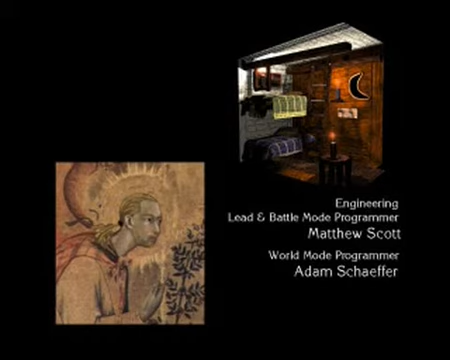 Engineering
Lead & Battle Mode Programmer
Matthew Scott
World Mode Programmer
Adam Schaeffer